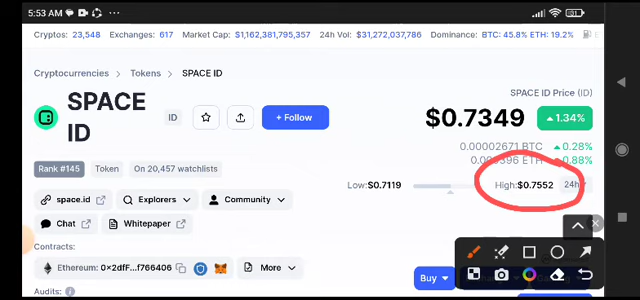 5:53 AM
Cryptos: 23,548 Exchanges: 617 Market Cap: $1,162,381,795,357 24h Vol: $31,272,037,786 Dominance: BTC: 45.8% ETH: 19.2%
Cryptocurrencies > Tokens > SPACE ID
SPACE ID Price (ID)
SPACE
ID
ID
Follow
$0.7349
1.34%
0.00002671 BTC 0.28%
ETH 0.88%
Rank #145 Token On 20,457 watchlists
Low: $0.7119 High: $0.7552 24h
space.id Explorers Community
Chat Whitepaper
Contracts:
Ethereum: 0x2dfF...f766406 More
Buy
Audits: